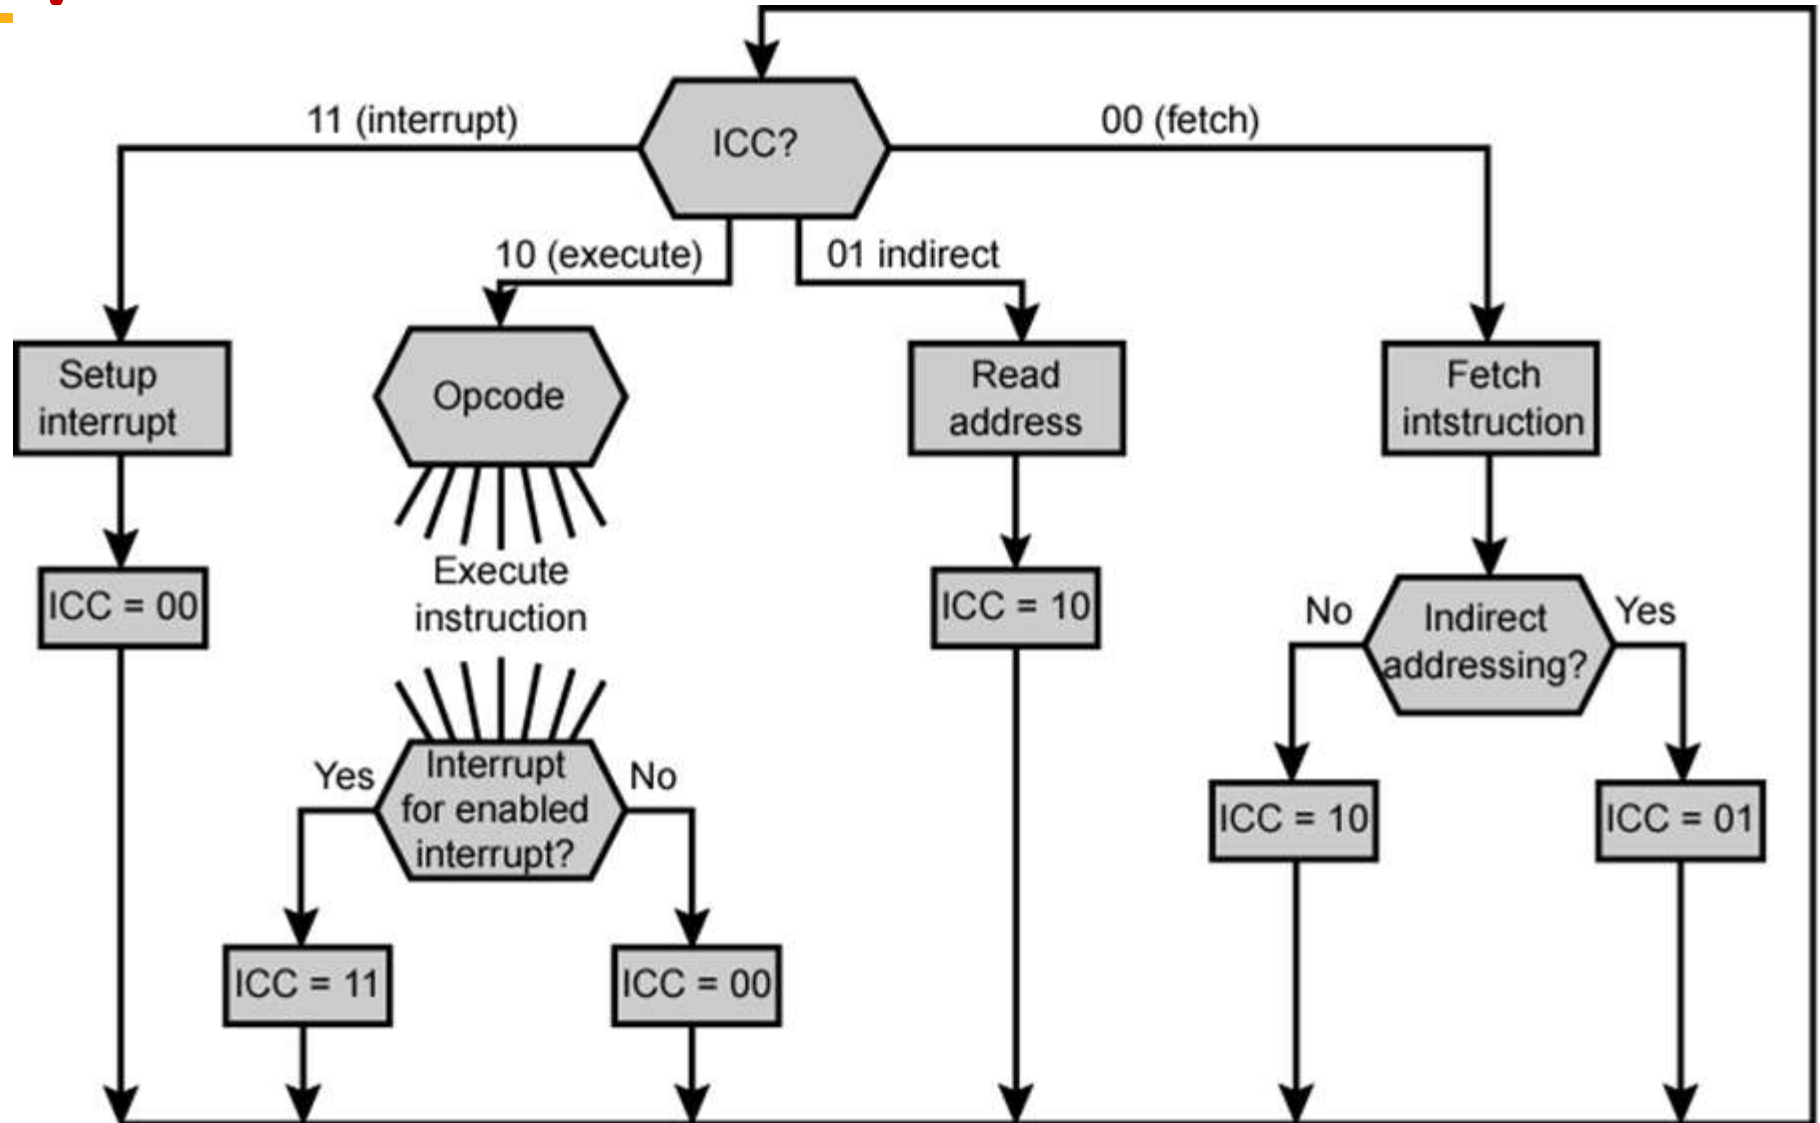 11 (interrupt)
ICC?
00 (fetch)
10 (execute)
01 indirect
Setup
interrupt
Opcode
Read
address
Fetch
intstruction
ICC = 00
Execute
instruction
ICC = 10
No
Indirect
addressing?
Yes
Yes
Interrupt
for enabled
interrupt?
No
ICC = 10
ICC = 01
ICC = 11
ICC = 00